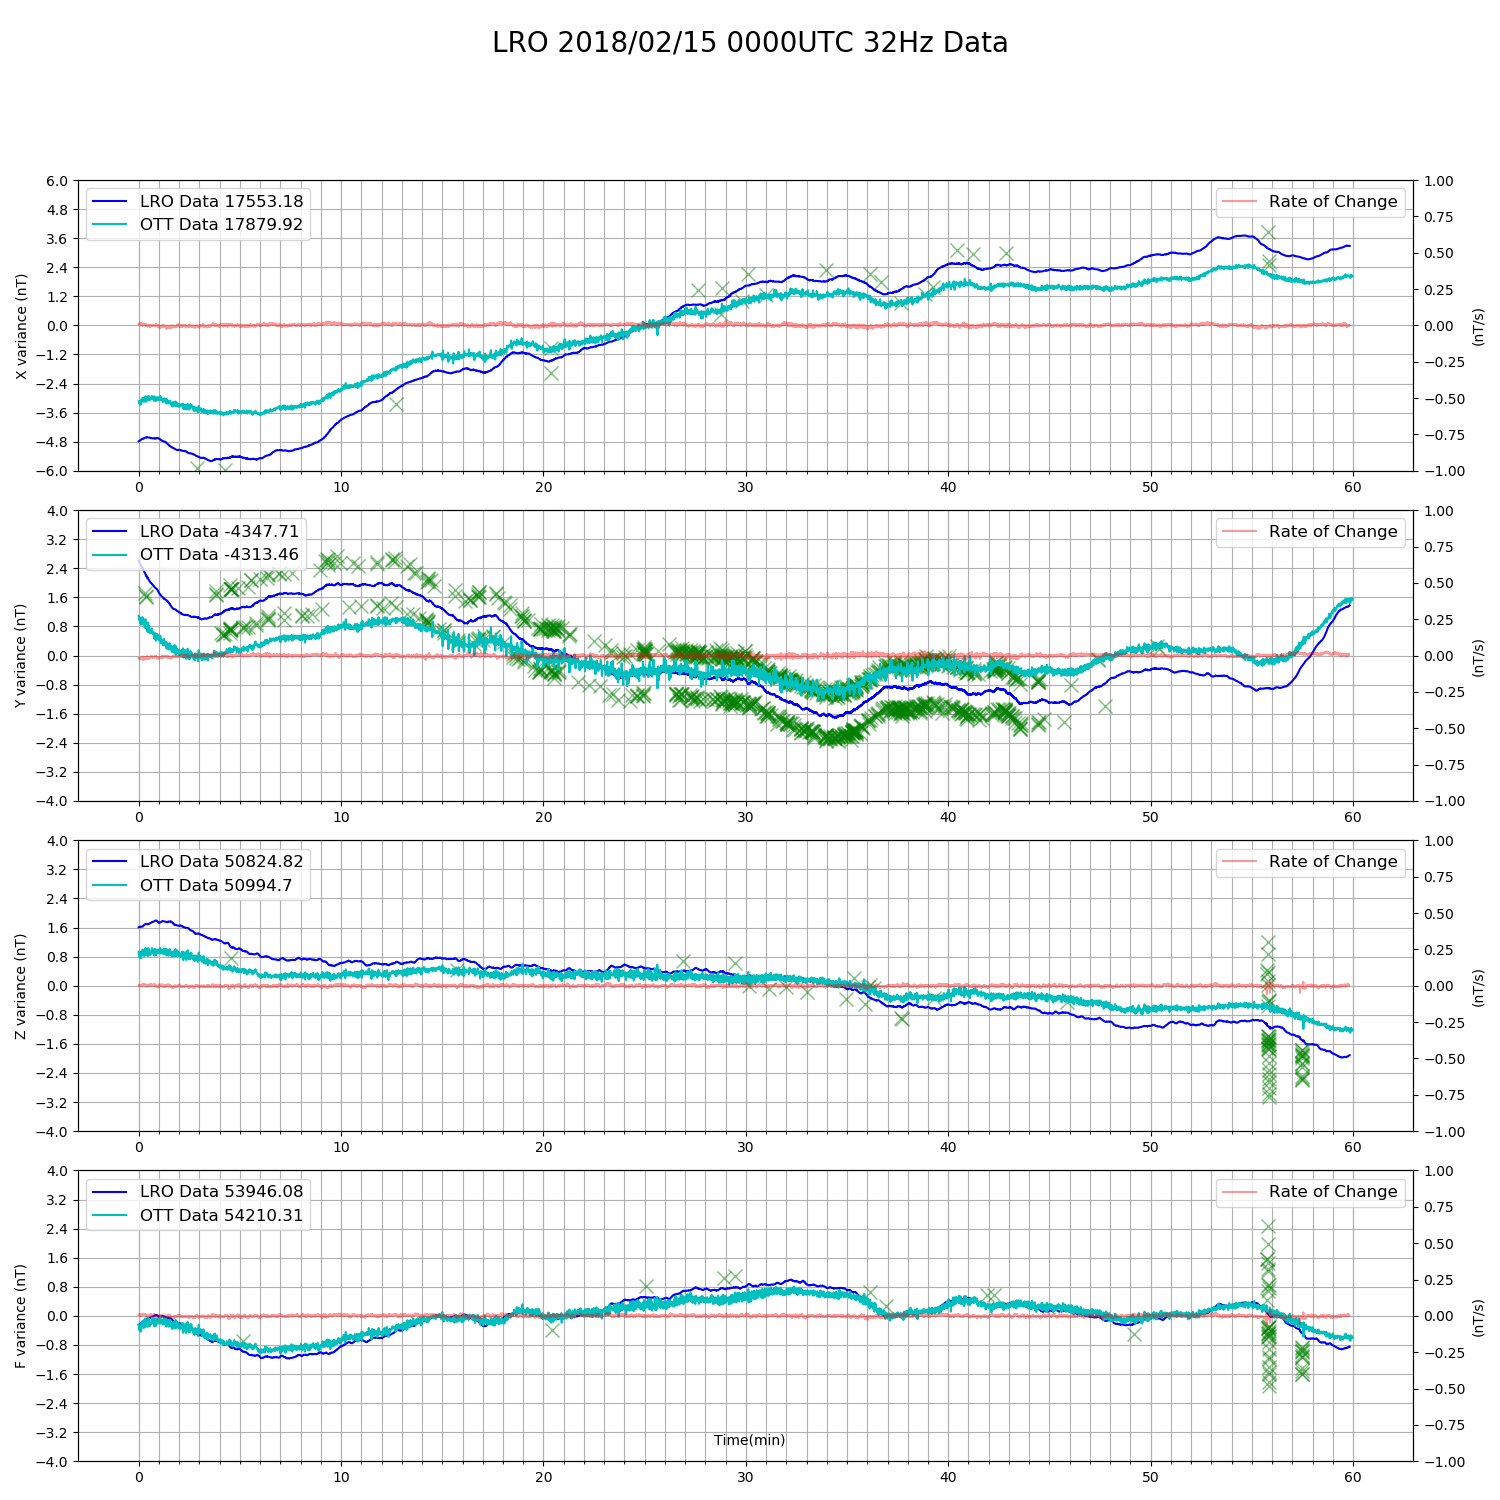 LRO 2018/02/15 0000UTC 32Hz Data
LRO Data 17553.18
OTT Data 17879.92
Rate of Change
X variance (nT)
(nT/s)
6.0 4.8 3.6 2.4 1.2 0.0 −1.2 −2.4 −3.6 −4.8 −6.0
1.00 0.75 0.50 0.25 0.00 −0.25 −0.50 −0.75 −1.00
0 10 20 30 40 50 60
LRO Data -4347.71
OTT Data -4313.46
Rate of Change
Y variance (nT)
(nT/s)
4.0 3.2 2.4 1.6 0.8 0.0 −0.8 −1.6 −2.4 −3.2 −4.0
1.00 0.75 0.50 0.25 0.00 −0.25 −0.50 −0.75 −1.00
0 10 20 30 40 50 60
LRO Data 50824.82
OTT Data 50994.7
Rate of Change
Z variance (nT)
(nT/s)
4.0 3.2 2.4 1.6 0.8 0.0 −0.8 −1.6 −2.4 −3.2 −4.0
1.00 0.75 0.50 0.25 0.00 −0.25 −0.50 −0.75 −1.00
0 10 20 30 40 50 60
LRO Data 53946.08
OTT Data 54210.31
Rate of Change
F variance (nT)
(nT/s)
4.0 3.2 2.4 1.6 0.8 0.0 −0.8 −1.6 −2.4 −3.2 −4.0
1.00 0.75 0.50 0.25 0.00 −0.25 −0.50 −0.75 −1.00
Time(min)
0 10 20 30 40 50 60